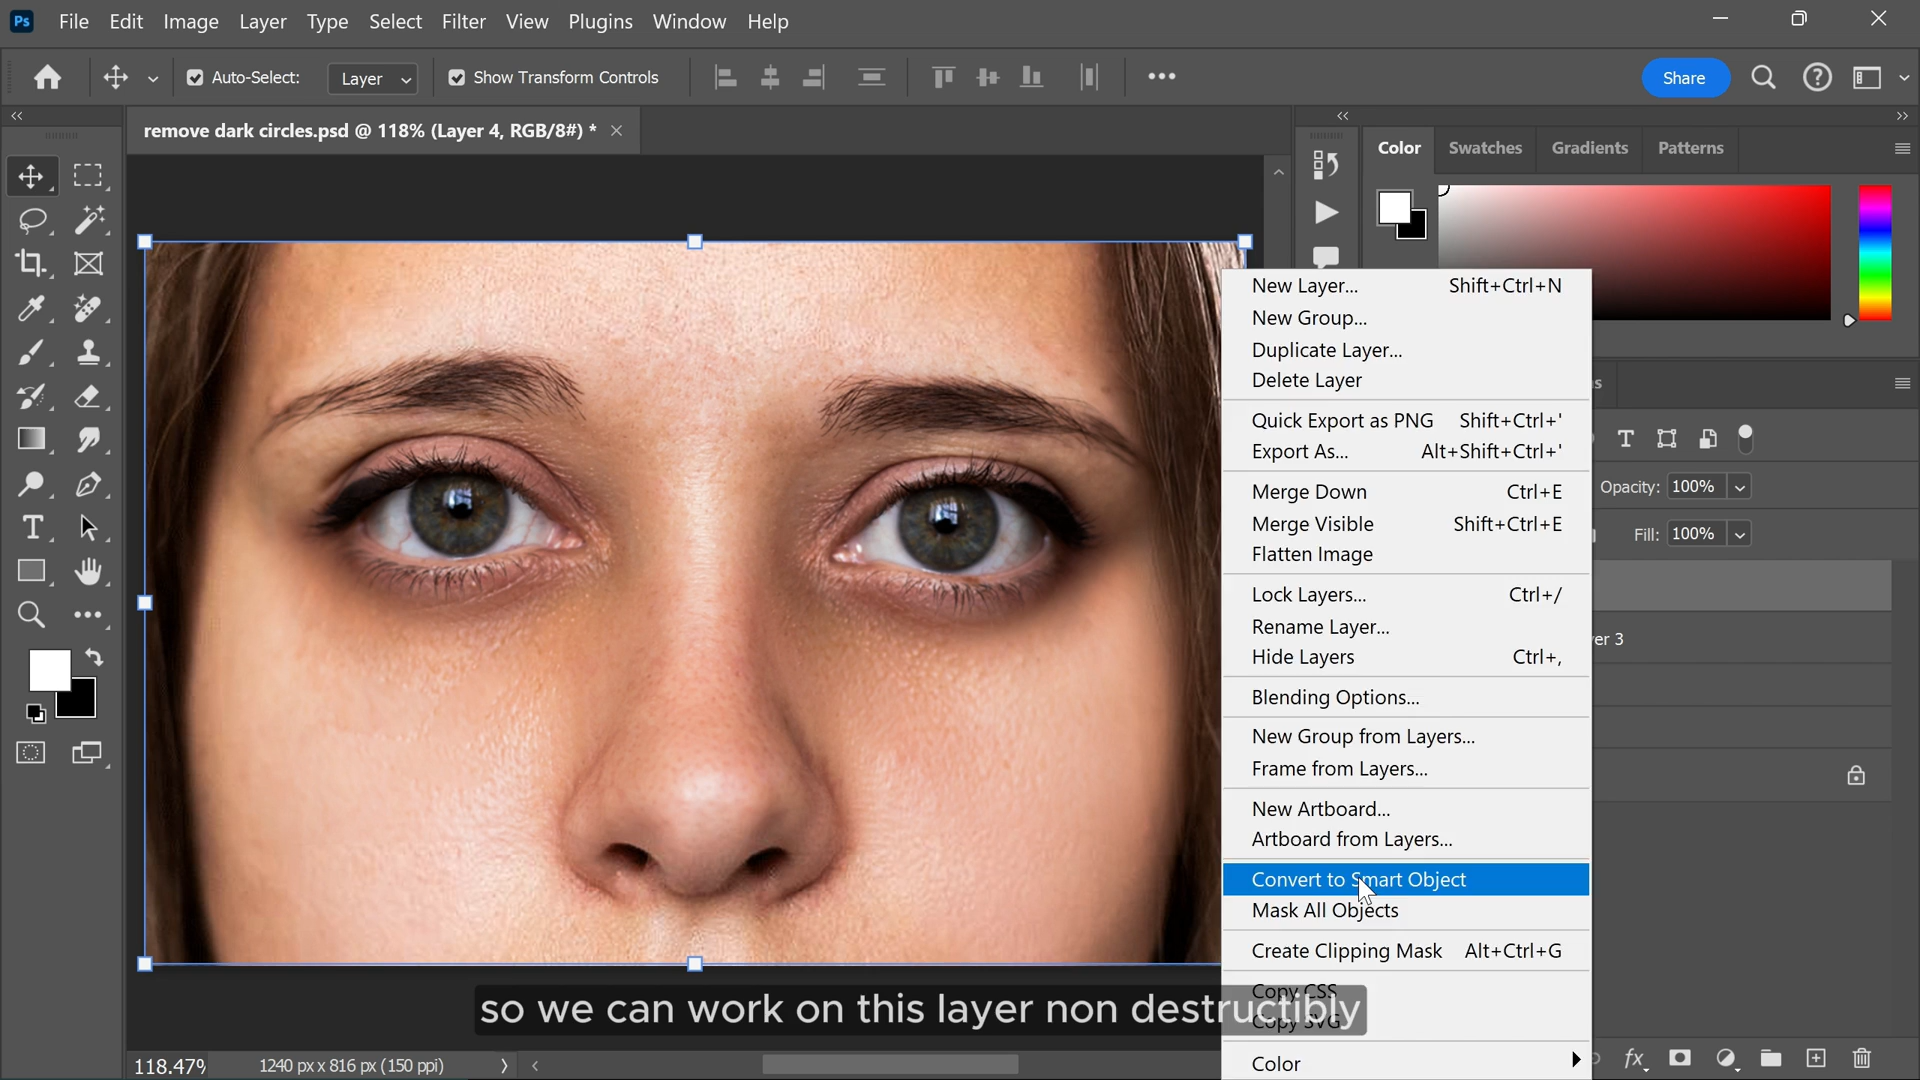 Ps File Edit Image Layer Type Select Filter View Plugins Window Help
Auto-Select: Layer Show Transform Controls Share
remove dark circles.psd @ 118% (Layer 4, RGB/8#) *
Color Swatches Gradients Patterns
New Layer... Shift+Ctrl+N
New Group...
Duplicate Layer...
Delete Layer
Quick Export as PNG Shift+Ctrl+'
Export As... Alt+Shift+Ctrl+'
Merge Down Ctrl+E
Merge Visible Shift+Ctrl+E
Flatten Image
Lock Layers... Ctrl+/
Rename Layer...
Hide Layers Ctrl+,
Blending Options...
New Group from Layers...
Frame from Layers...
New Artboard...
Artboard from Layers...
Convert to Smart Object
Mask All Objects
Create Clipping Mask Alt+Ctrl+G
Copy CSS
Copy SVG
Color
Opacity: 100%
Fill: 100%
er 3
so we can work on this layer non destructibly
118.47% 1240 px x 816 px (150 ppi)
fx